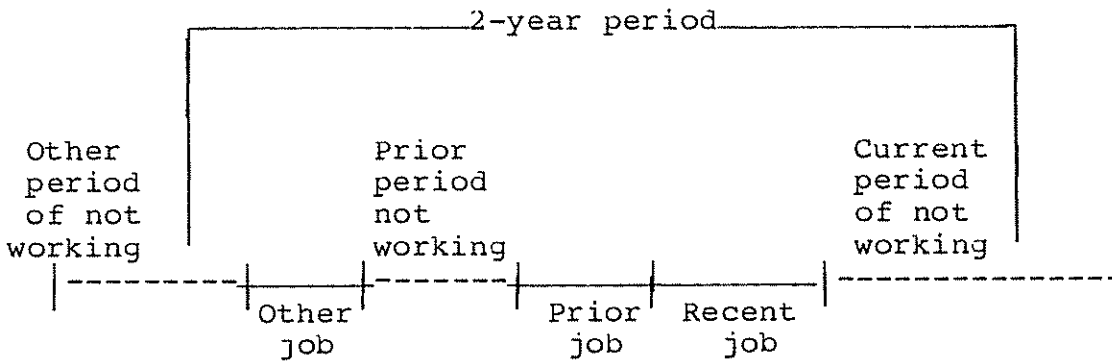 2-year period
Other
period
of not
working
Prior
period
not
working
Current
period
of not
working
Other
job
Prior
job
Recent
job